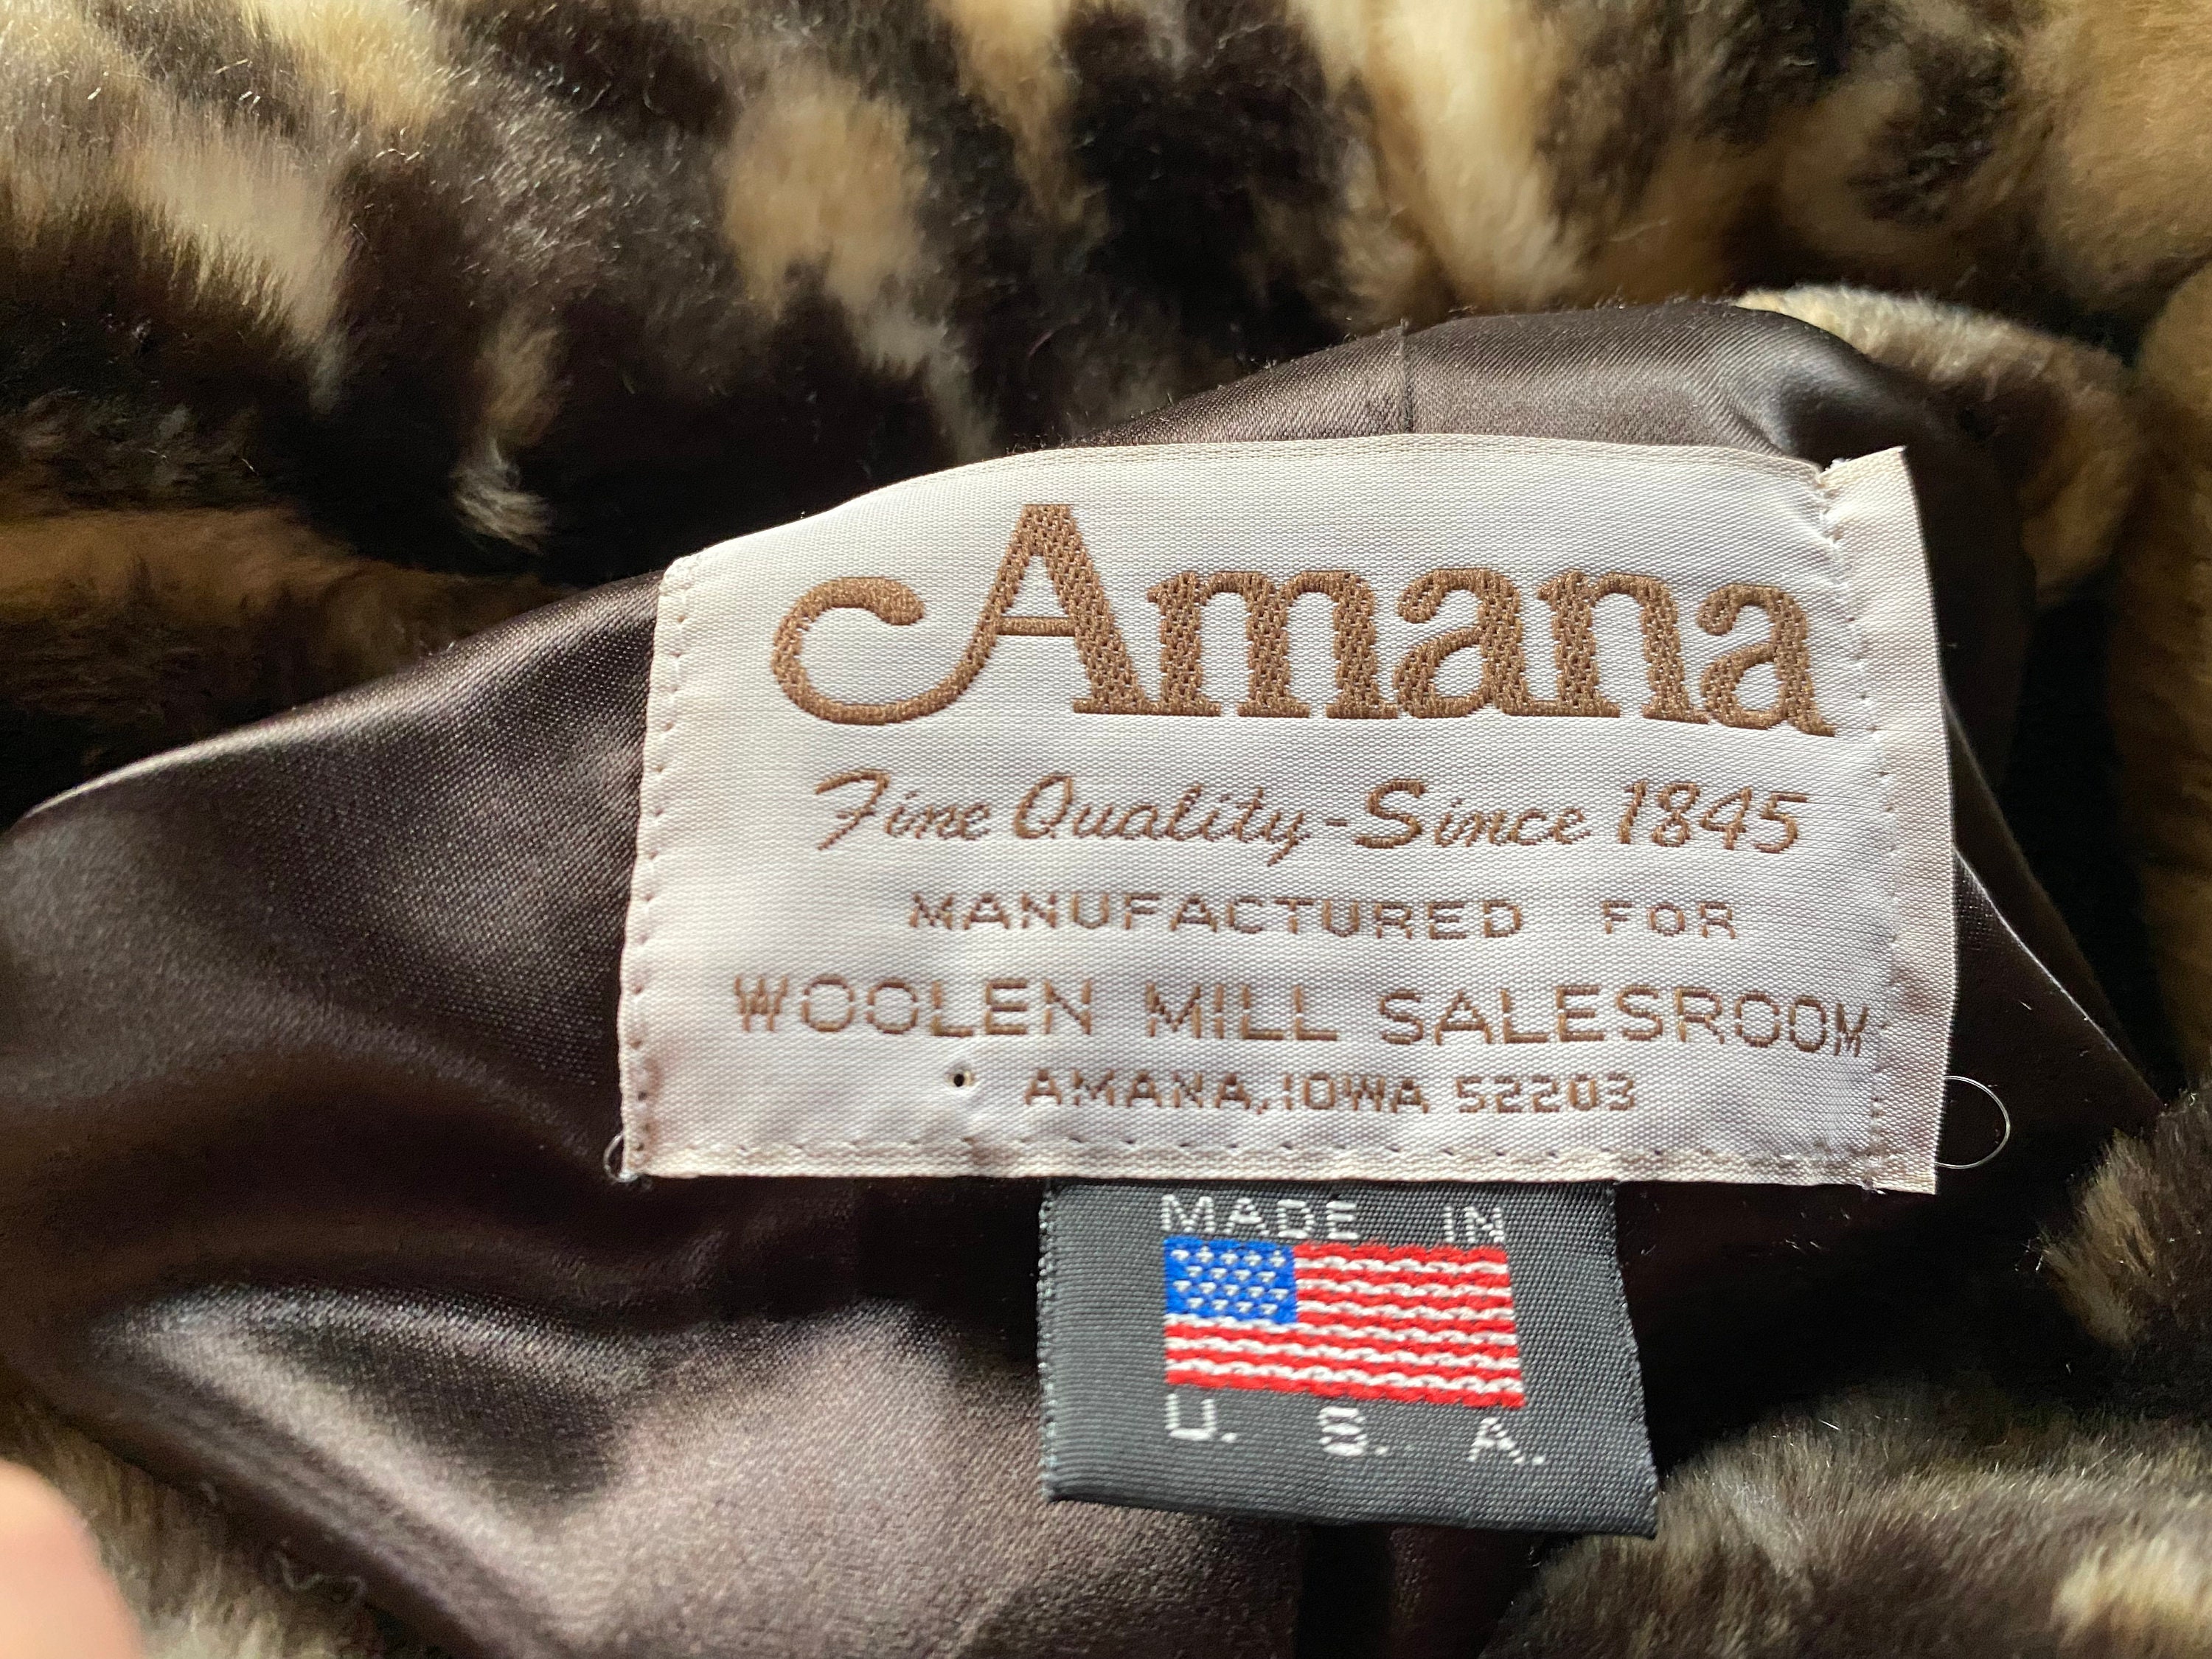 Amana
Fine Quality-Since 1845
MANUFACTURED FOR
WOOLEN MILL SALESROOM
AMANA, IOWA 52203
MADE IN
U. S. A.